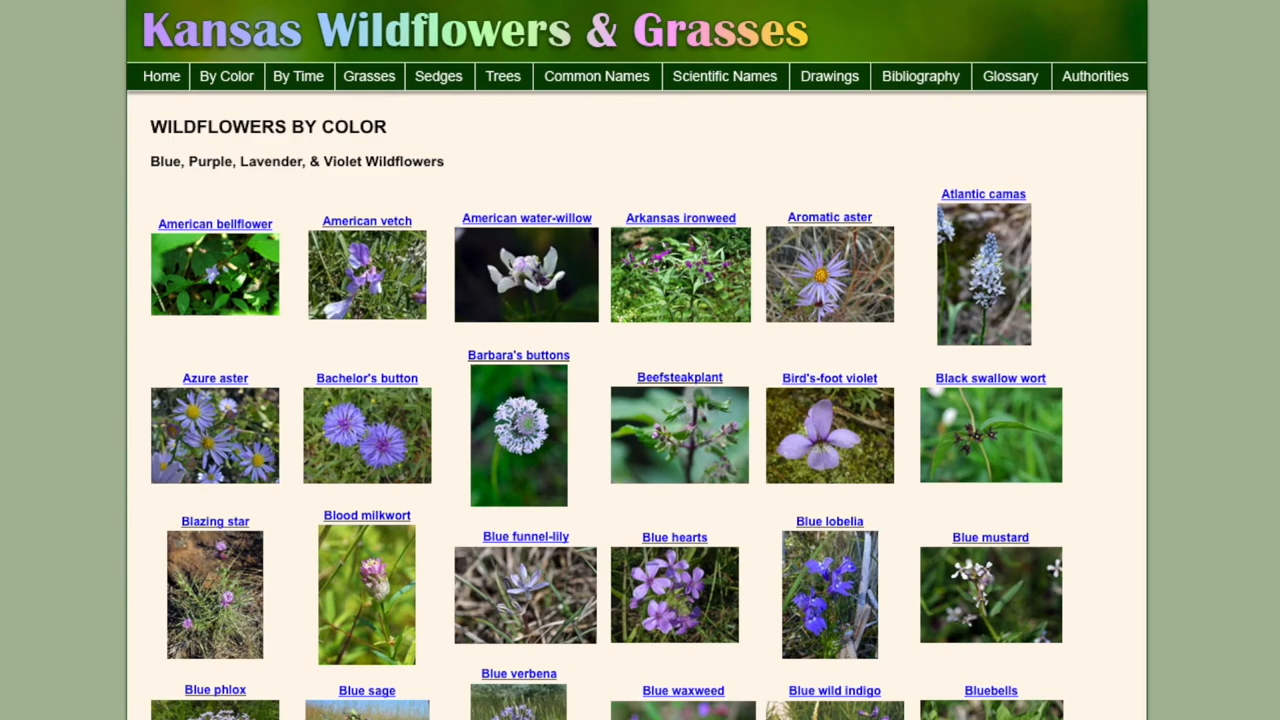 Kansas Wildflowers & Grasses
Home By Color By Time Grasses Sedges Trees Common Names Scientific Names Drawings Bibliography Glossary Authorities
WILDFLOWERS BY COLOR
Blue, Purple, Lavender, & Violet Wildflowers
American bellflower American vetch American water-willow Arkansas ironweed Aromatic aster Atlantic camas
Azure aster Bachelor's button Barbara's buttons Beefsteakplant Bird's-foot violet Black swallow wort
Blazing star Blood milkwort Blue funnel-lily Blue hearts Blue lobelia Blue mustard
Blue phlox Blue sage Blue verbena Blue waxweed Blue wild indigo Bluebells